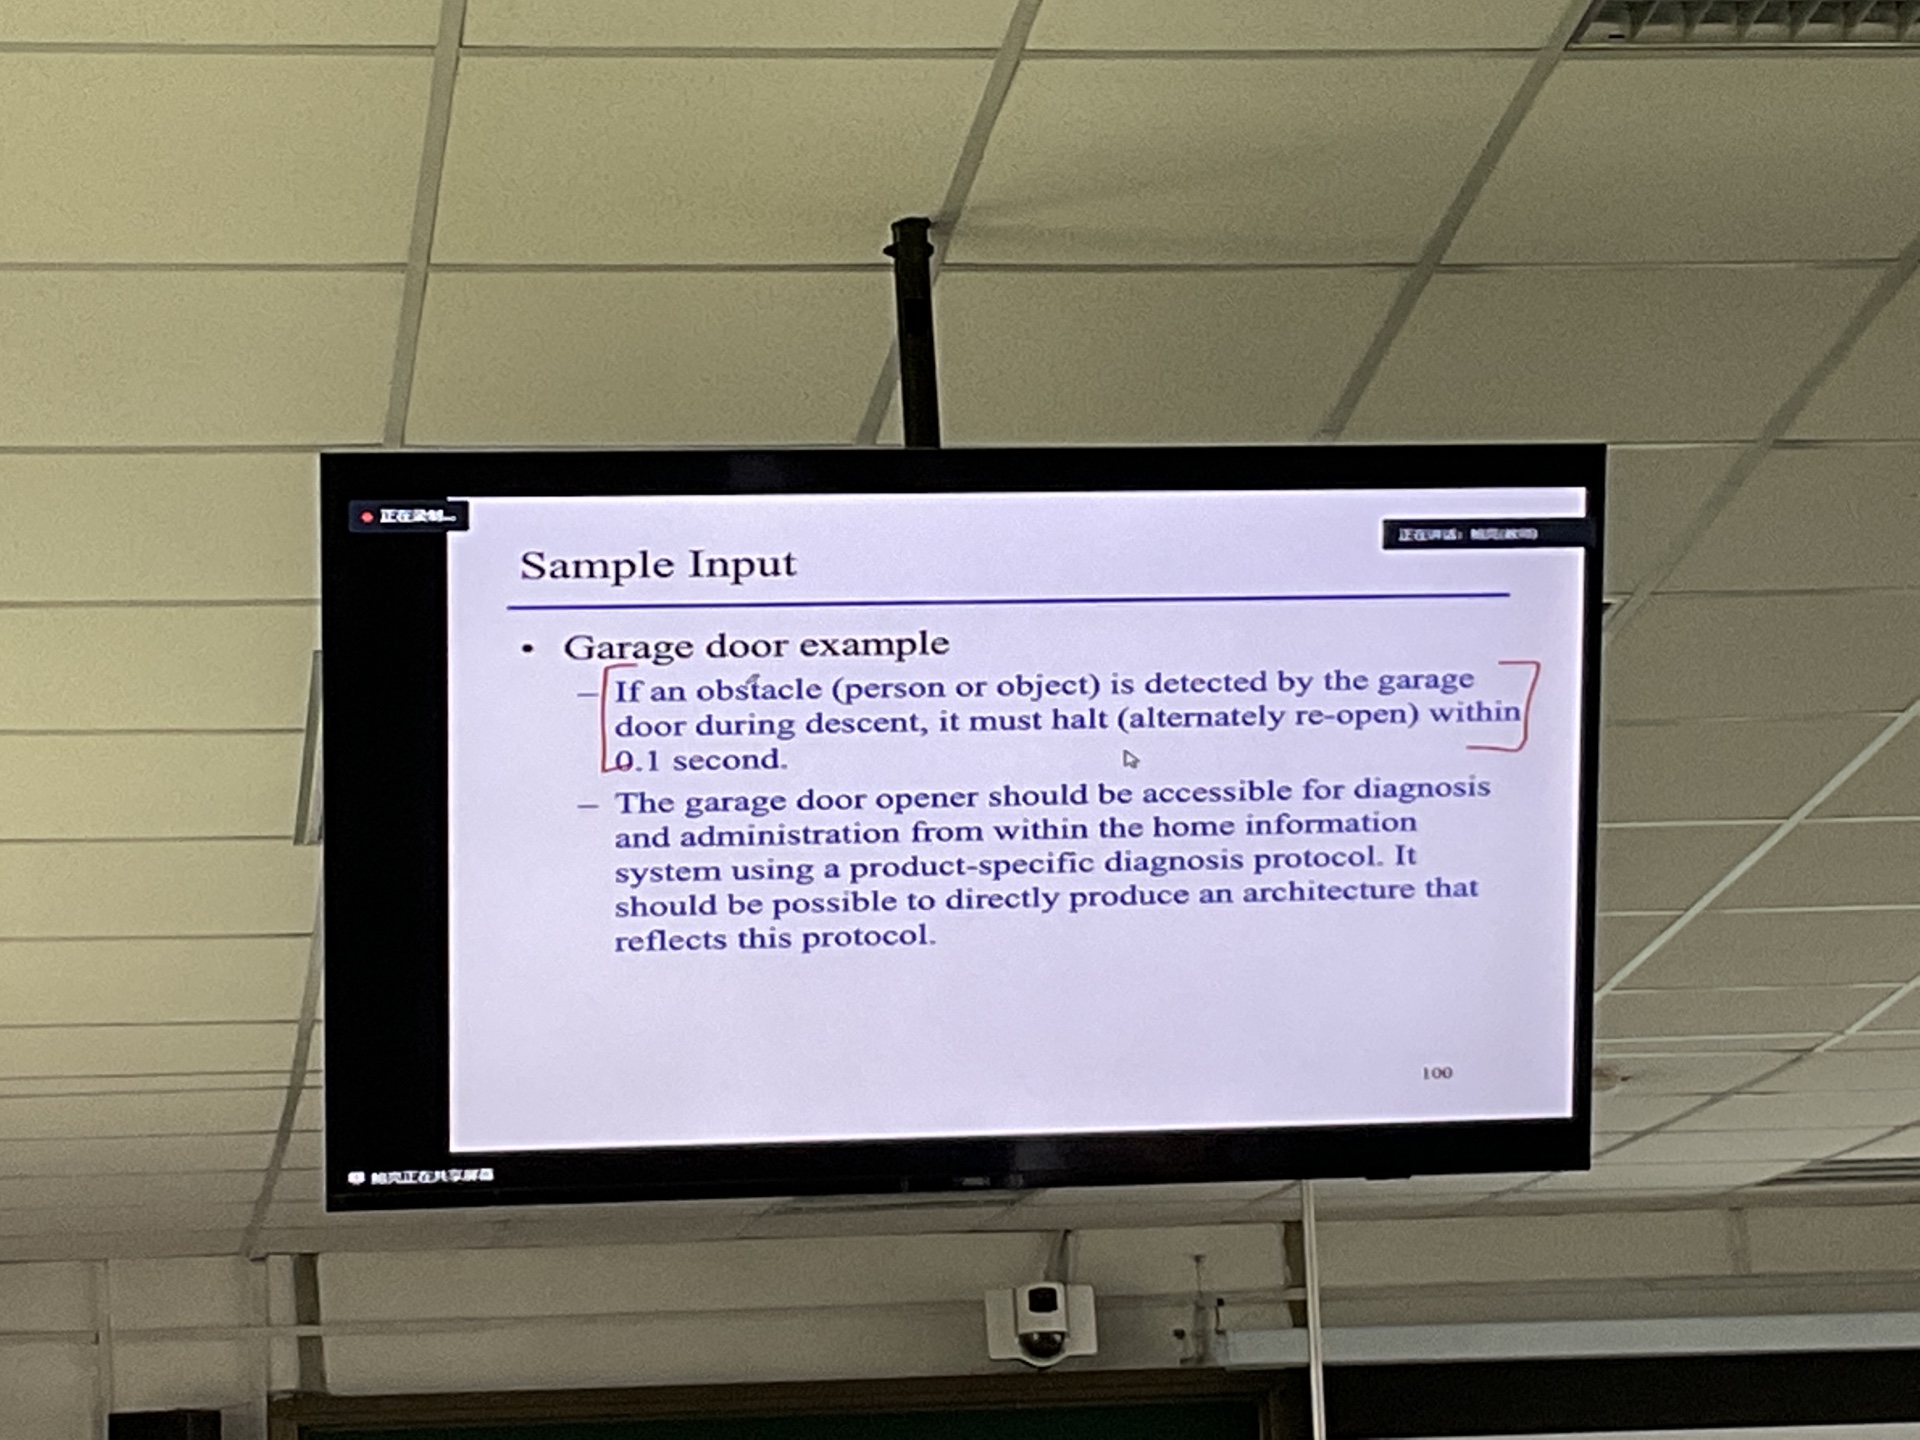 正在录制...
正在讲话:
Sample Input
• Garage door example
– If an obstacle (person or object) is detected by the garage
door during descent, it must halt (alternately re-open) within
0.1 second.
– The garage door opener should be accessible for diagnosis
and administration from within the home information
system using a product-specific diagnosis protocol. It
should be possible to directly produce an architecture that
reflects this protocol.
100
正在共享屏幕